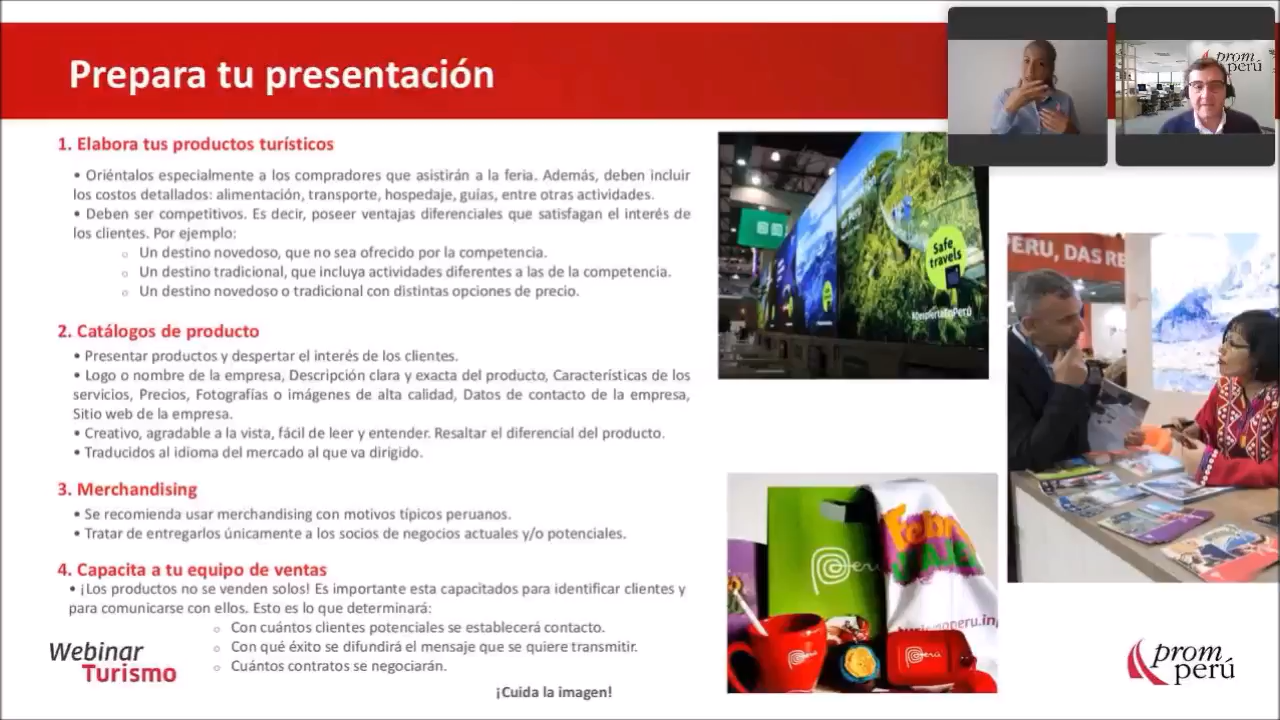 Prepara tu presentación
prom
perú
1. Elabora tus productos turísticos
• Oriéntalos especialmente a los compradores que asistirán a la feria. Además, deben incluir
los costos detallados: alimentación, transporte, hospedaje, guías, entre otras actividades.
• Deben ser competitivos. Es decir, poseer ventajas diferenciales que satisfagan el interés de
los clientes. Por ejemplo:
○ Un destino novedoso, que no sea ofrecido por la competencia.
○ Un destino tradicional, que incluya actividades diferentes a las de la competencia.
○ Un destino novedoso o tradicional con distintas opciones de precio.
2. Catálogos de producto
• Presentar productos y despertar el interés de los clientes.
• Logo o nombre de la empresa, Descripción clara y exacta del producto, Características de los
servicios, Precios, Fotografías o imágenes de alta calidad, Datos de contacto de la empresa,
Sitio web de la empresa.
• Creativo, agradable a la vista, fácil de leer y entender. Resaltar el diferencial del producto.
• Traducidos al idioma del mercado al que va dirigido.
3. Merchandising
• Se recomienda usar merchandising con motivos típicos peruanos.
• Tratar de entregarlos únicamente a los socios de negocios actuales y/o potenciales.
4. Capacita a tu equipo de ventas
• ¡Los productos no se venden solos! Es importante esta capacitados para identificar clientes y
para comunicarse con ellos. Esto es lo que determinará:
○ Con cuántos clientes potenciales se establecerá contacto.
○ Con qué éxito se difundirá el mensaje que se quiere transmitir.
○ Cuántos contratos se negociarán.
¡Cuida la imagen!
Webinar
Turismo
Safe
travels
#DespiertaEnPerú
PERU, DAS RE
Perú
Perú
prom
perú